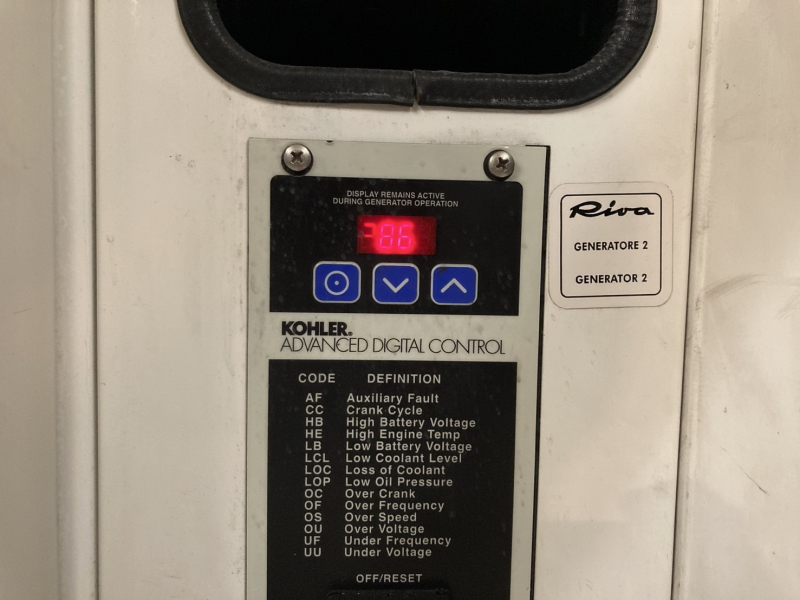 DISPLAY REMAINS ACTIVE
DURING GENERATOR OPERATION
Riva
GENERATORE 2
GENERATOR 2
KOHLER®
ADVANCED DIGITAL CONTROL
CODE DEFINITION
AF Auxiliary Fault
CC Crank Cycle
HB High Battery Voltage
HE High Engine Temp
LB Low Battery Voltage
LCL Low Coolant Level
LOC Loss of Coolant
LOP Low Oil Pressure
OC Over Crank
OF Over Frequency
OS Over Speed
OU Over Voltage
UF Under Frequency
UU Under Voltage
OFF/RESET